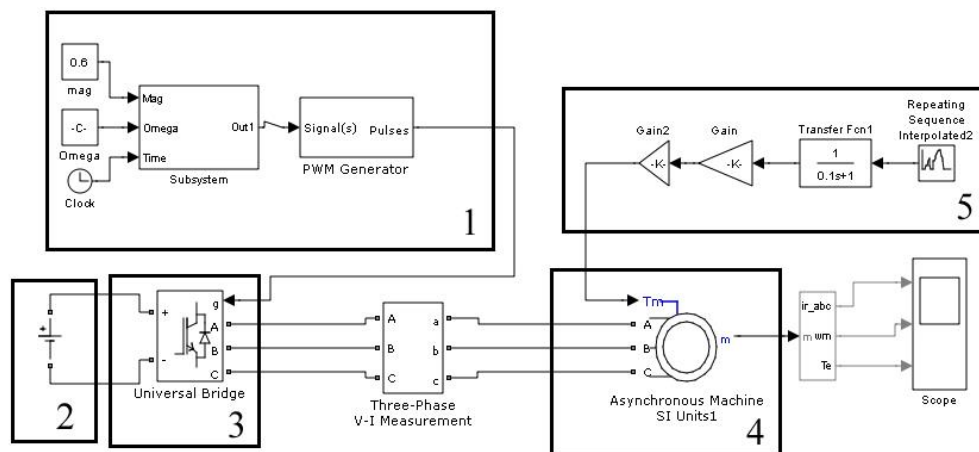 0.6
mag
-C-
Omega
Clock
Mag
Omega
Time
Out1
Subsystem
Signal(s) Pulses
PWM Generator
1
Repeating
Sequence
Interpolated2
Transfer Fcn1
1
0.1s+1
Gain
-K-
Gain2
-K-
5
+
2
+
-
g
A
B
C
Universal Bridge
3
A a
B b
C c
Three-Phase
V-I Measurement
Tm
A
B
C
m
Asynchronous Machine
SI Units1
4
ir_abc
m wm
Te
Scope